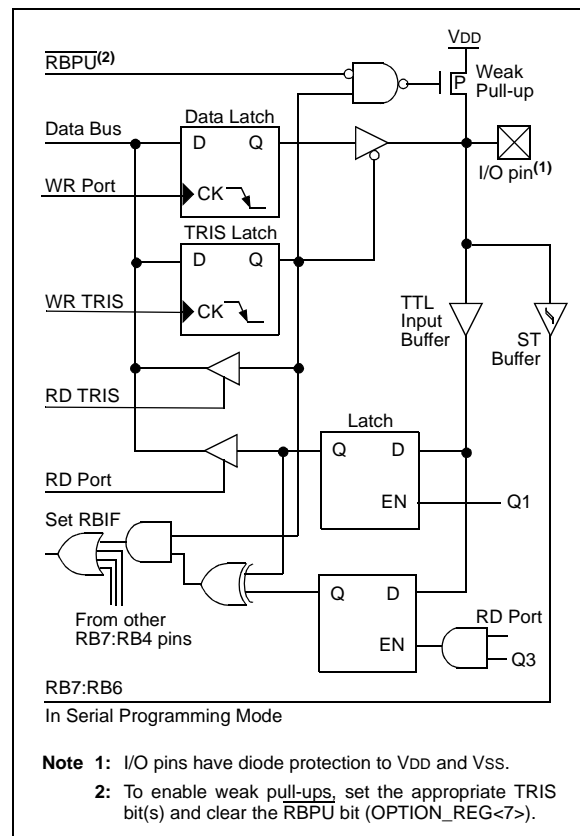 VDD
RBPU(2)
P
Weak
Pull-up
Data Latch
Data Bus
D Q
I/O pin(1)
WR Port
CK
TRIS Latch
D Q
WR TRIS
CK
TTL
Input
Buffer
ST
Buffer
RD TRIS
Latch
Q D
RD Port
EN
Q1
Set RBIF
Q D
RD Port
From other
RB7:RB4 pins
EN
Q3
RB7:RB6
In Serial Programming Mode
Note 1: I/O pins have diode protection to VDD and VSS.
2: To enable weak pull-ups, set the appropriate TRIS
bit(s) and clear the RBPU bit (OPTION_REG<7>).